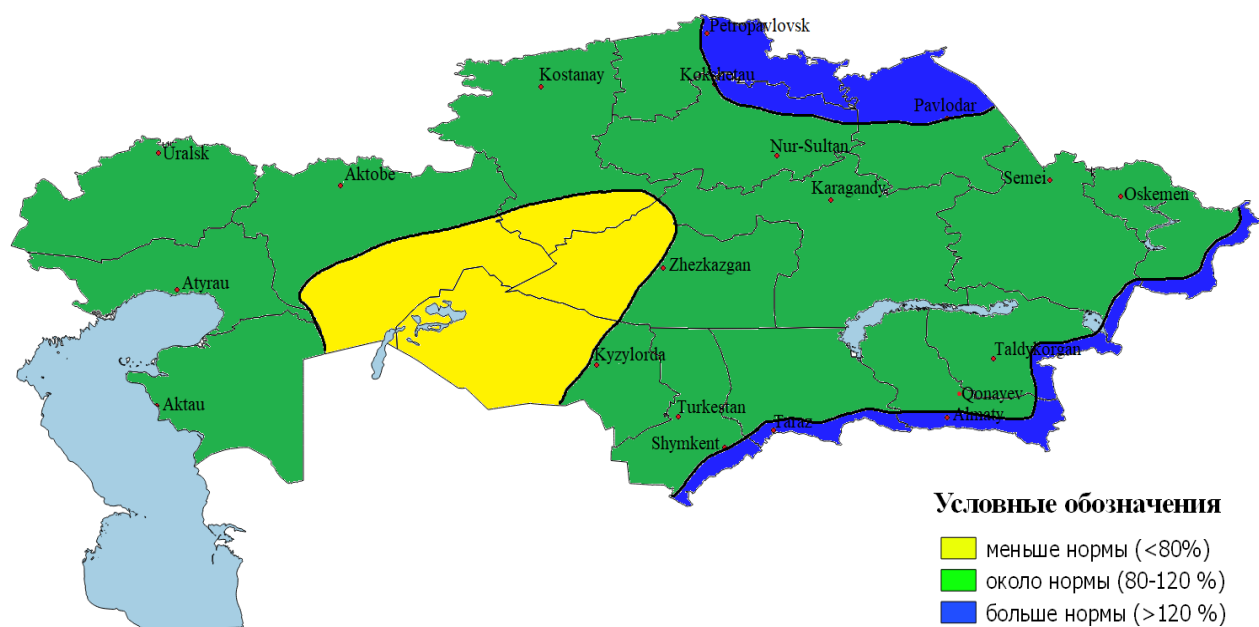 Petropavlovsk
Kostanay
Kokshetau
Pavlodar
Uralsk
Nur-Sultan
Aktobe
Semei
Karagandy
Oskemen
Zhezkazgan
Atyrau
Kyzylorda
Taldykorgan
Qonayev
Aktau
Turkestan
Almaty
Taraz
Shymkent
Условные обозначения
меньше нормы (<80%)
около нормы (80-120 %)
больше нормы (>120 %)